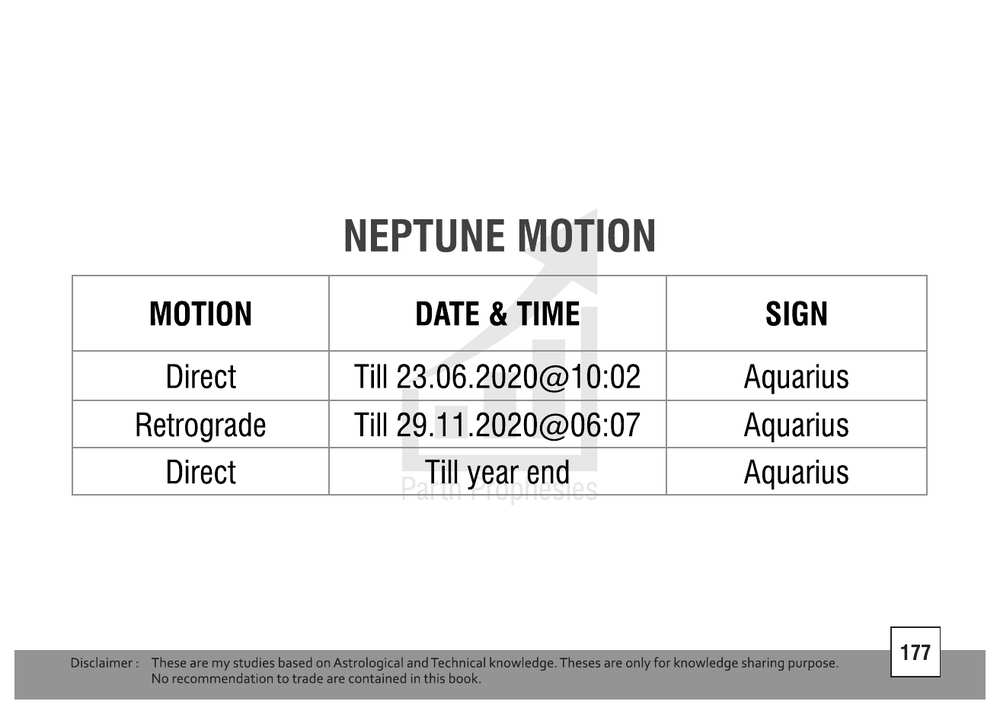 NEPTUNE MOTION
MOTION DATE & TIME SIGN
Direct Till 23.06.2020@10:02 Aquarius
Retrograde Till 29.11.2020@06:07 Aquarius
Direct Till year end Aquarius
Parth Prophesies
177
Disclaimer : These are my studies based on Astrological and Technical knowledge. Theses are only for knowledge sharing purpose.
No recommendation to trade are contained in this book.